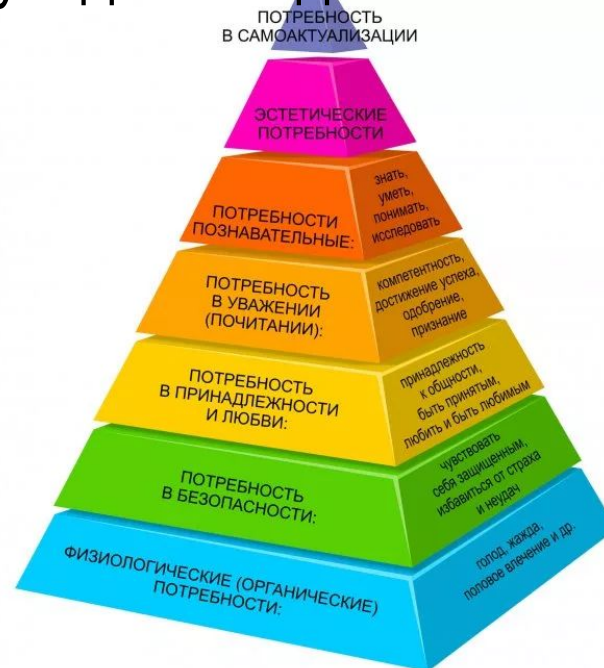 ПОТРЕБНОСТЬ
В САМОАКТУАЛИЗАЦИИ
ЭСТЕТИЧЕСКИЕ
ПОТРЕБНОСТИ
ПОТРЕБНОСТИ
ПОЗНАВАТЕЛЬНЫЕ:
знать,
уметь,
понимать,
исследовать
ПОТРЕБНОСТЬ
В УВАЖЕНИИ
(ПОЧИТАНИИ):
компетентность,
достижение успеха,
одобрение,
признание
ПОТРЕБНОСТЬ
В ПРИНАДЛЕЖНОСТИ
И ЛЮБВИ:
принадлежность
к общности,
быть принятым,
любить и быть любимым
ПОТРЕБНОСТЬ
В БЕЗОПАСНОСТИ:
чувствовать
себя защищенным,
избавиться от страха
и неудач
ФИЗИОЛОГИЧЕСКИЕ (ОРГАНИЧЕСКИЕ)
ПОТРЕБНОСТИ:
голод, жажда,
половое влечение и др.